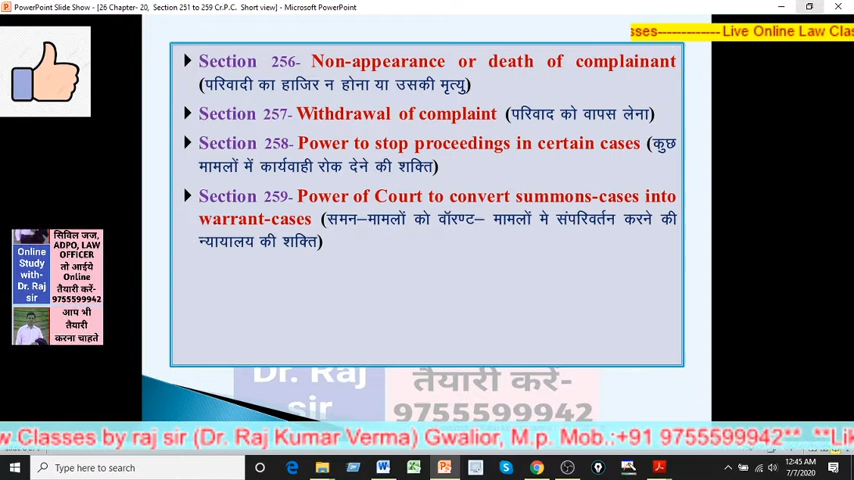 PowerPoint Slide Show - [26 Chapter- 20, Section 251 to 259 Cr.P.C. Short view] - Microsoft PowerPoint
sses------------- Live Online Law Clas
Section 256- Non-appearance or death of complainant
(परिवादी का हाजिर न होना या उसकी मृत्यु)
Section 257- Withdrawal of complaint (परिवाद को वापस लेना)
Section 258- Power to stop proceedings in certain cases (कुछ
मामलों में कार्यवाही रोक देने की शक्ति)
Section 259- Power of Court to convert summons-cases into
warrant-cases (समन–मामलों को वॉरण्ट– मामलों मे संपरिवर्तन करने की
न्यायालय की शक्ति)
सिविल जज,
ADPO, LAW
OFFICER
तो आईये
Online
तैयारी करें-
9755599942
Online
Study
with-
Dr. Raj
sir
आप भी
तैयारी
करना चाहते
Dr. Raj
sir
तैयारी करें-
9755599942
w Classes by raj sir (Dr. Raj Kumar Verma) Gwalior, M.p. Mob.:+91 9755599942** **Lik
Type here to search
12:45 AM
7/7/2020